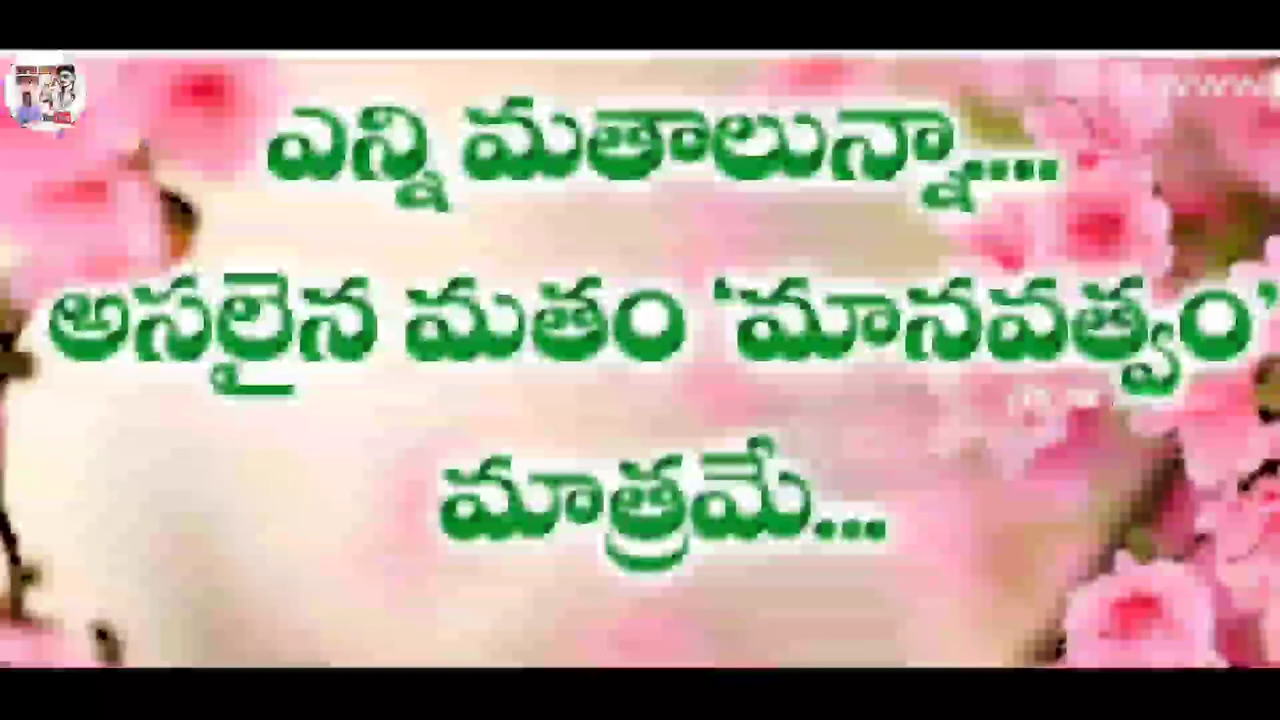 ఎన్ని మతాలున్నా....
అసలైన మతం ‘మానవత్వం’
మాత్రమే...